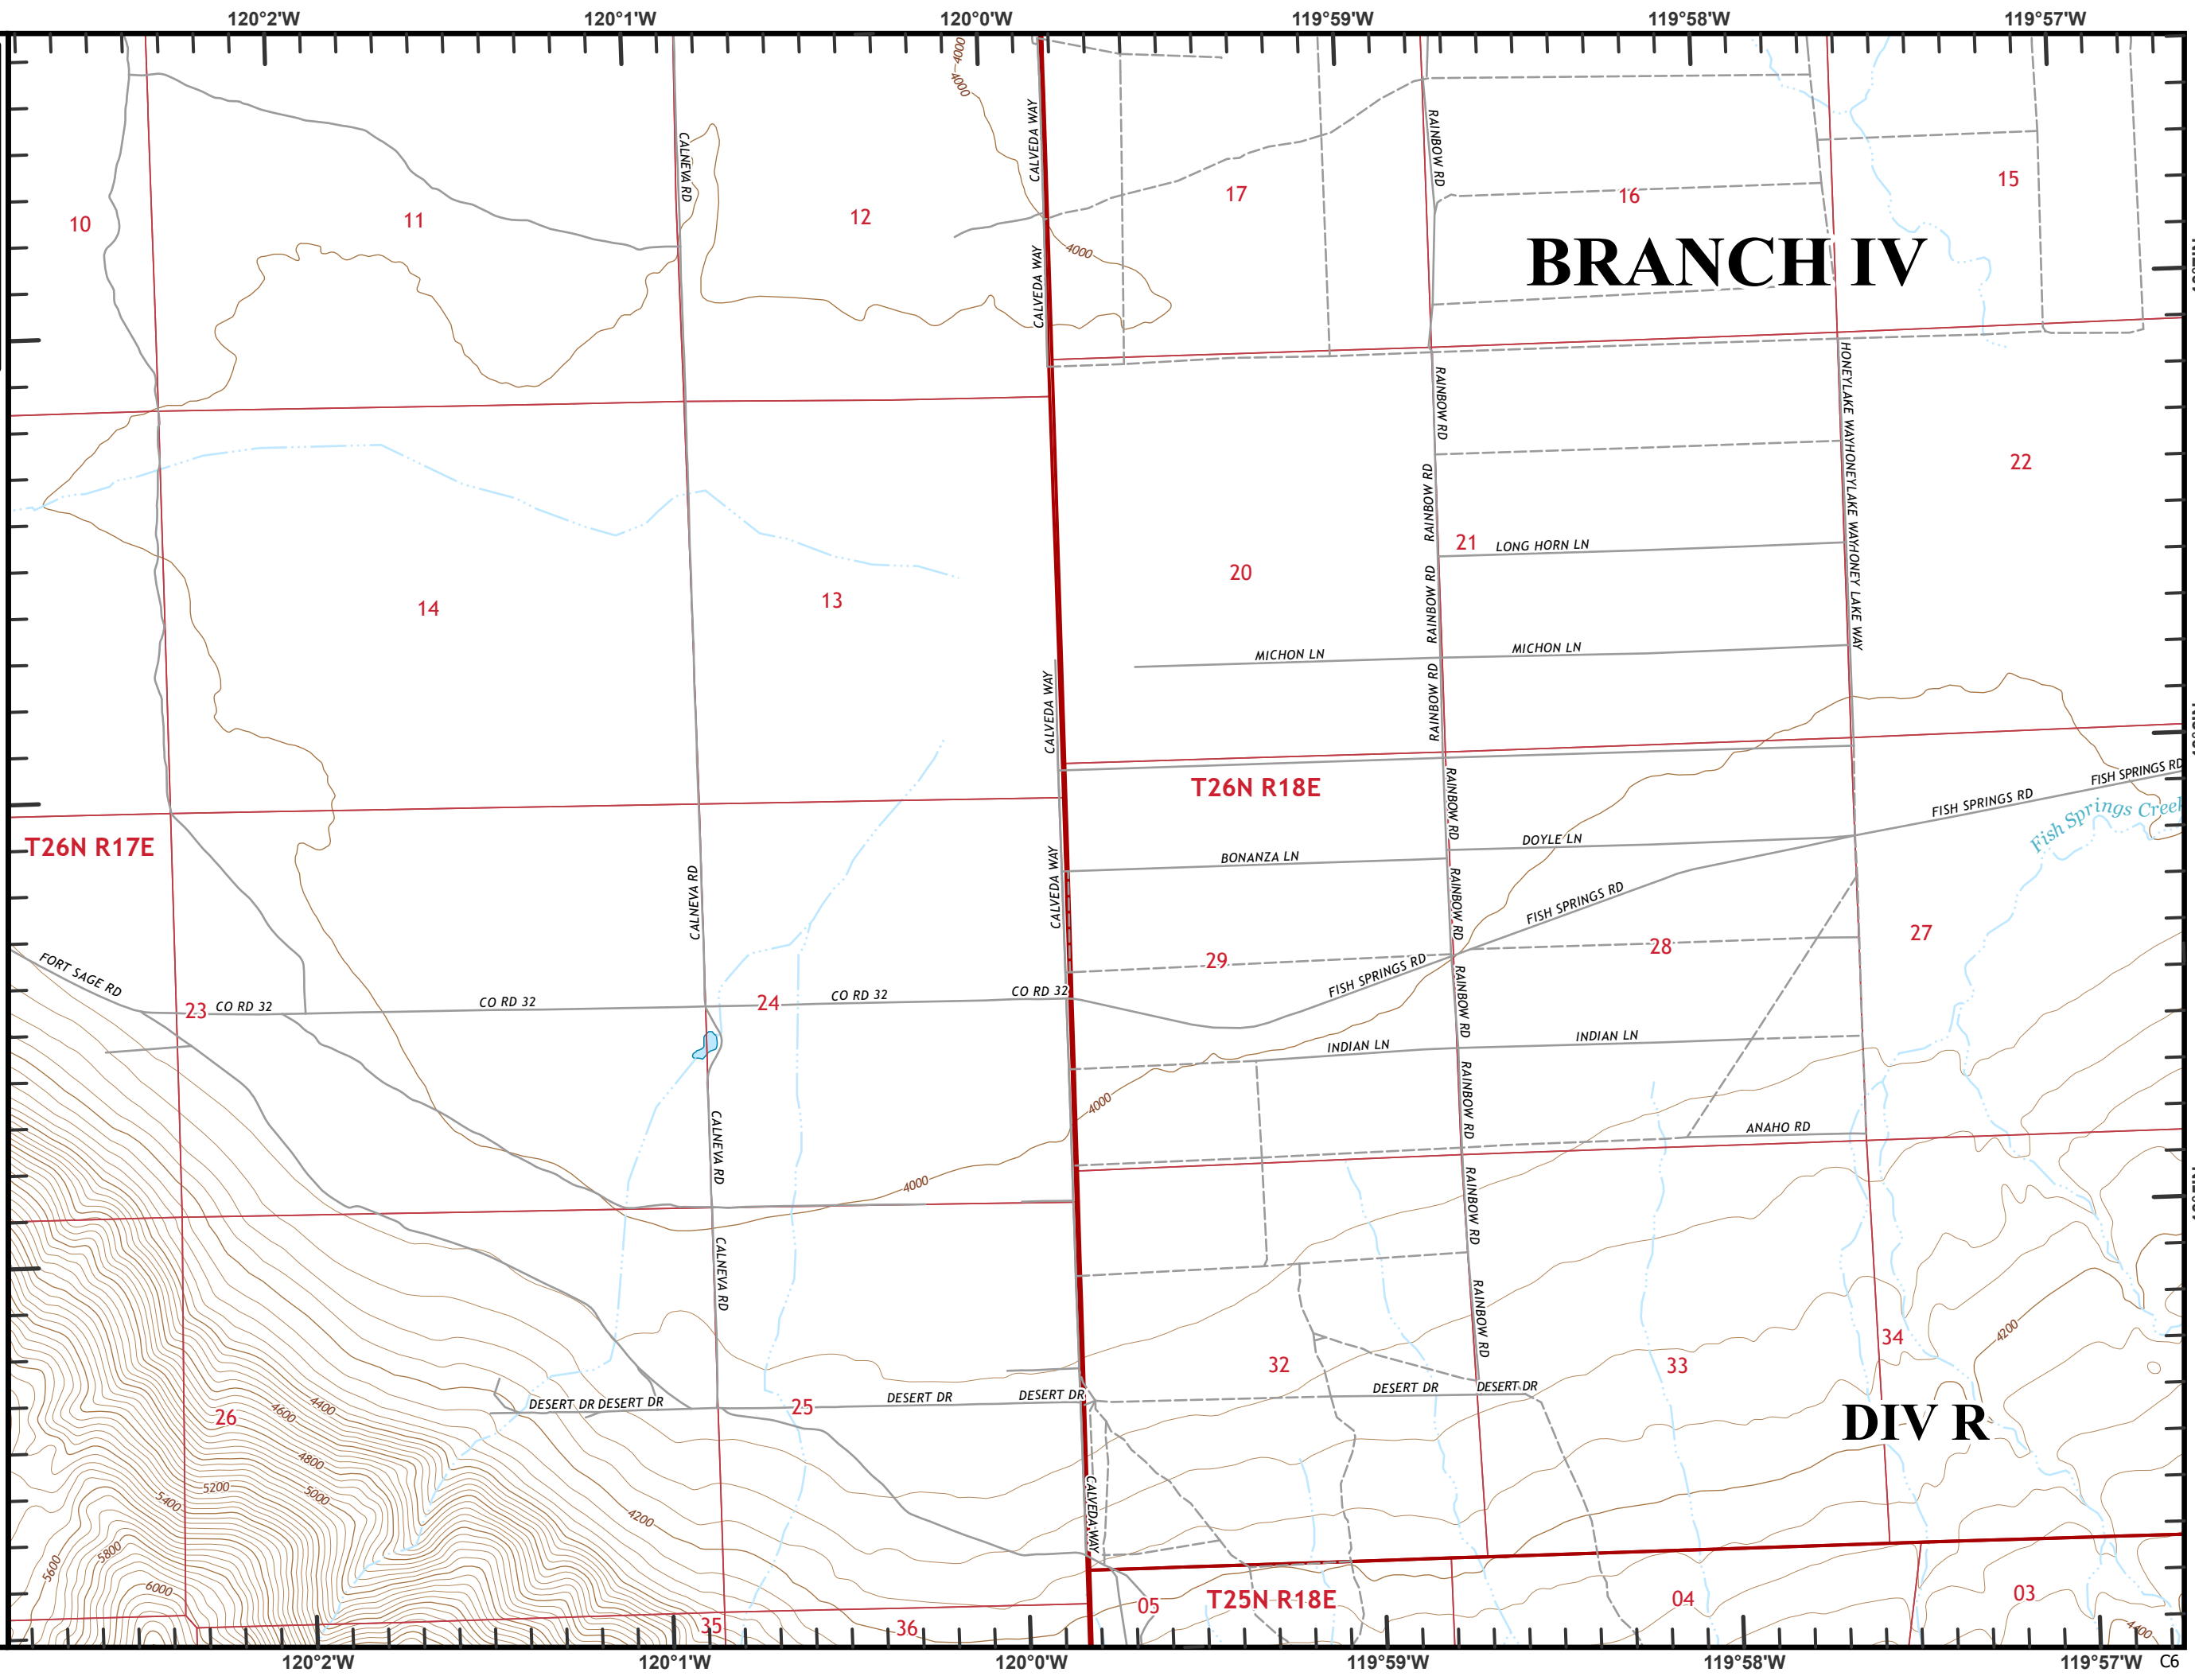 120°2'W 120°1'W 120°0'W 119°59'W 119°58'W 119°57'W
4000
4000
CALVEDA WAY
CALNEVA RD
RAINBOW RD
10
11
12
17
16
15
BRANCH IV
CALVEDA WAY
4000
HONEYLAKE WAY
HONEYLAKE WAY
HONEY LAKE WAY
RAINBOW RD
RAINBOW RD
22
21
LONG HORN LN
20
14
13
RAINBOW RD
MICHON LN
MICHON LN
RAINBOW RD
CALVEDA WAY
T26N R18E
FISH SPRINGS RD
FISH SPRINGS RD
Fish Springs Creek
RAINBOW RD
T26N R17E
DOYLE LN
BONANZA LN
CALVEDA WAY
CALNEVA RD
RAINBOW RD
FISH SPRINGS RD
27
28
29
FORT SAGE RD
FISH SPRINGS RD
23
CO RD 32
CO RD 32
24
CO RD 32
CO RD 32
RAINBOW RD
INDIAN LN
INDIAN LN
4000
RAINBOW RD
ANAHO RD
CALNEVA RD
4000
RAINBOW RD
CALNEVA RD
RAINBOW RD
34
4200
32
33
DESERT DR
DESERT DR
DESERT DR
DESERT DR
DESERT DR
DESERT DR
25
26
4600
4400
DIV R
4800
5200
5400
5000
4200
CALVEDA WAY
5600
5800
6000
T25N R18E
05
04
03
35
36
4400
120°2'W 120°1'W 120°0'W 119°59'W 119°58'W 119°57'W
C6